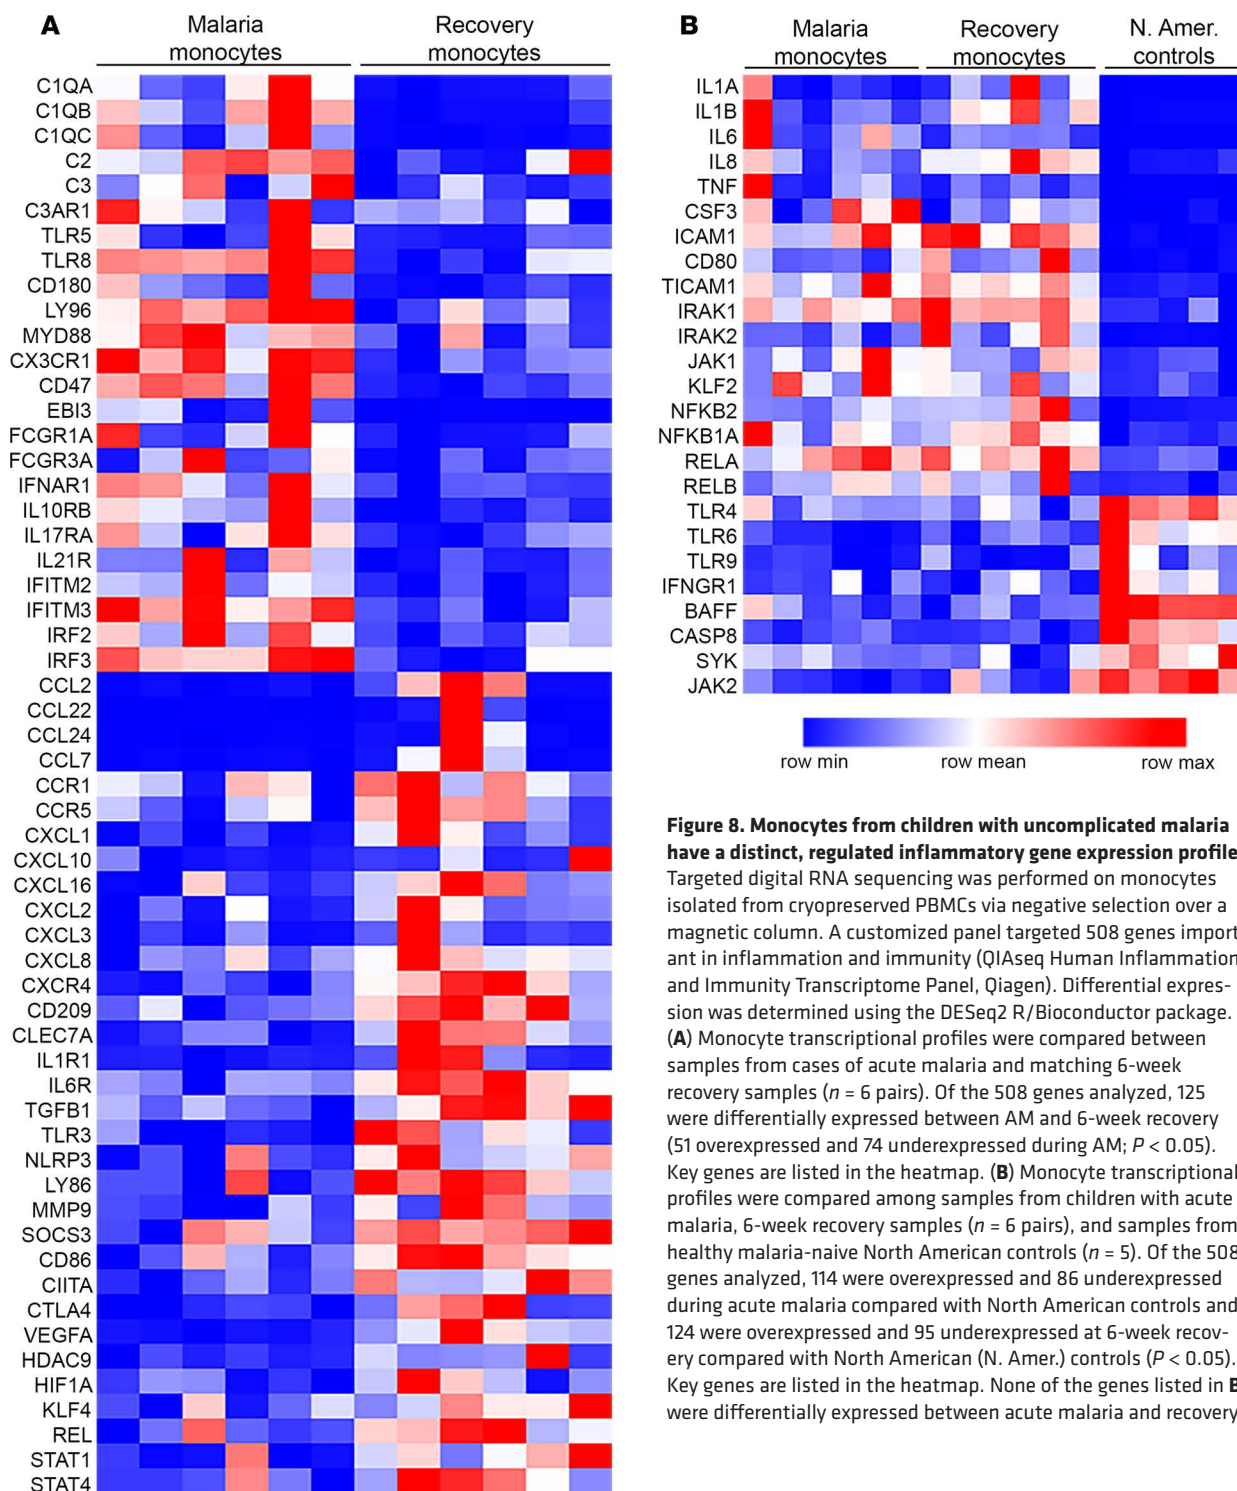 A
Malaria
monocytes
Recovery
monocytes
C1QA
C1QB
C1QC
C2
C3
C3AR1
TLR5
TLR8
CD180
LY96
MYD88
CX3CR1
CD47
EBI3
FCGR1A
FCGR3A
IFNAR1
IL10RB
IL17RA
IL21R
IFITM2
IFITM3
IRF2
IRF3
CCL2
CCL22
CCL24
CCL7
CCR1
CCR5
CXCL1
CXCL10
CXCL16
CXCL2
CXCL3
CXCL8
CXCR4
CD209
CLEC7A
IL1R1
IL6R
TGFB1
TLR3
NLRP3
LY86
MMP9
SOCS3
CD86
CIITA
CTLA4
VEGFA
HDAC9
HIF1A
KLF4
REL
STAT1
STAT4
B
Malaria
monocytes
Recovery
monocytes
N. Amer.
controls
IL1A
IL1B
IL6
IL8
TNF
CSF3
ICAM1
CD80
TICAM1
IRAK1
IRAK2
JAK1
KLF2
NFKB2
NFKB1A
RELA
RELB
TLR4
TLR6
TLR9
IFNGR1
BAFF
CASP8
SYK
JAK2
row min row mean row max
Figure 8. Monocytes from children with uncomplicated malaria
have a distinct, regulated inflammatory gene expression profile
Targeted digital RNA sequencing was performed on monocytes
isolated from cryopreserved PBMCs via negative selection over a
magnetic column. A customized panel targeted 508 genes import
ant in inflammation and immunity (QIAseq Human Inflammation
and Immunity Transcriptome Panel, Qiagen). Differential expres-
sion was determined using the DESeq2 R/Bioconductor package.
(A) Monocyte transcriptional profiles were compared between
samples from cases of acute malaria and matching 6-week
recovery samples (n = 6 pairs). Of the 508 genes analyzed, 125
were differentially expressed between AM and 6-week recovery
(51 overexpressed and 74 underexpressed during AM; P < 0.05).
Key genes are listed in the heatmap. (B) Monocyte transcriptional
profiles were compared among samples from children with acute
malaria, 6-week recovery samples (n = 6 pairs), and samples from
healthy malaria-naive North American controls (n = 5). Of the 508
genes analyzed, 114 were overexpressed and 86 underexpressed
during acute malaria compared with North American controls and
124 were overexpressed and 95 underexpressed at 6-week recov-
ery compared with North American (N. Amer.) controls (P < 0.05).
Key genes are listed in the heatmap. None of the genes listed in B
were differentially expressed between acute malaria and recovery